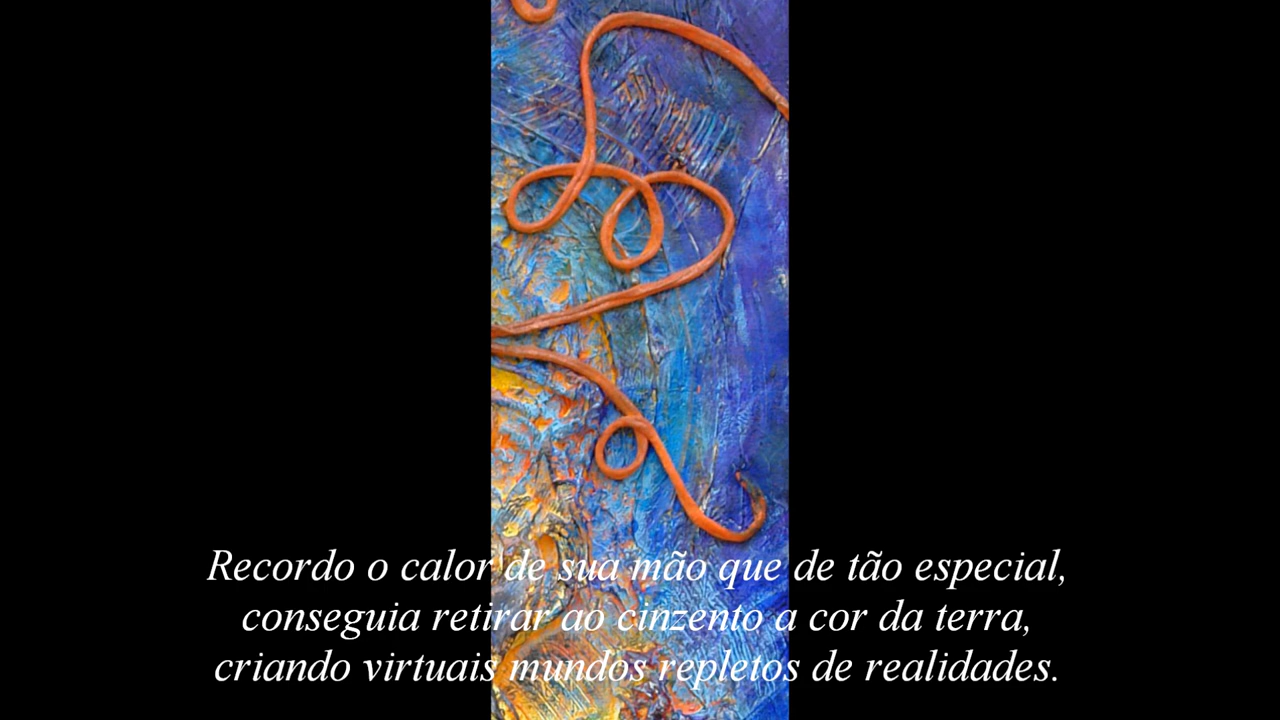 Recordo o calor de sua mão que de tão especial,
conseguia retirar ao cinzento a cor da terra,
criando virtuais mundos repletos de realidades.